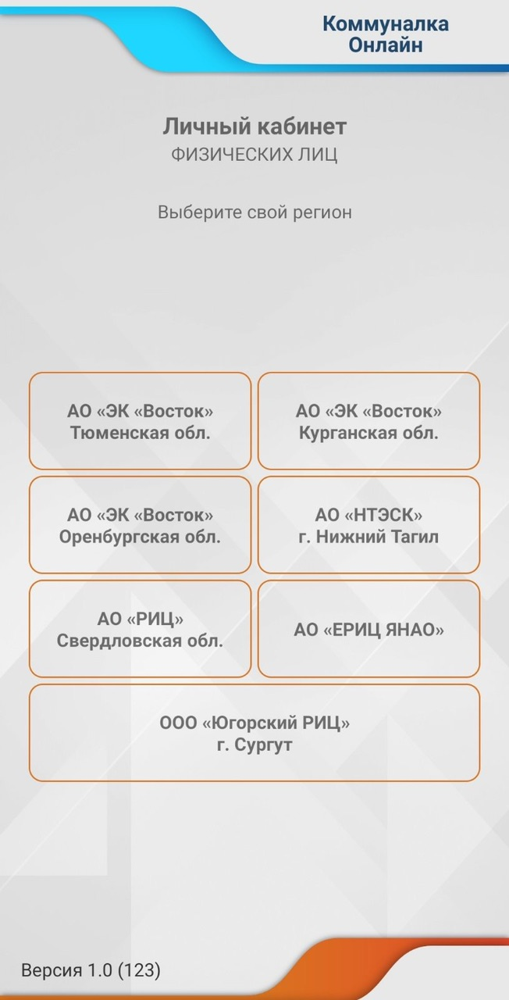 Коммуналка
Онлайн
Личный кабинет
ФИЗИЧЕСКИХ ЛИЦ
Выберите свой регион
АО «ЭК «Восток»
Тюменская обл.
АО «ЭК «Восток»
Курганская обл.
АО «ЭК «Восток»
Оренбургская обл.
АО «НТЭСК»
г. Нижний Тагил
АО «РИЦ»
Свердловская обл.
АО «ЕРИЦ ЯНАО»
ООО «Югорский РИЦ»
г. Сургут
Версия 1.0 (123)